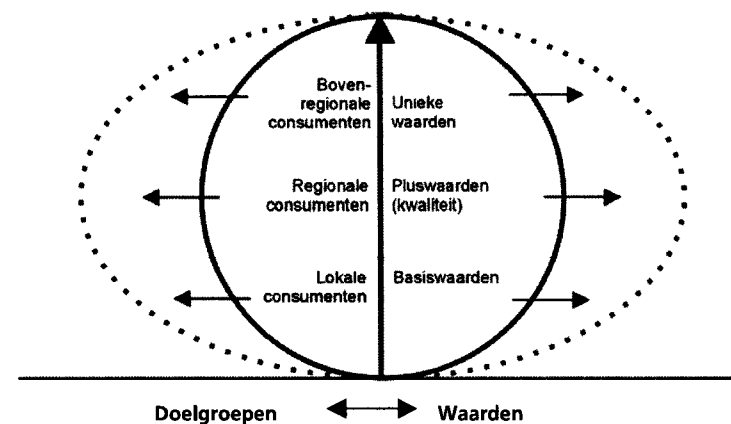 Boven-
regionale
consumenten
Unieke
waarden
Regionale
consumenten
Pluswaarden
(kwaliteit)
Lokale
consumenten
Basiswaarden
Doelgroepen
Waarden